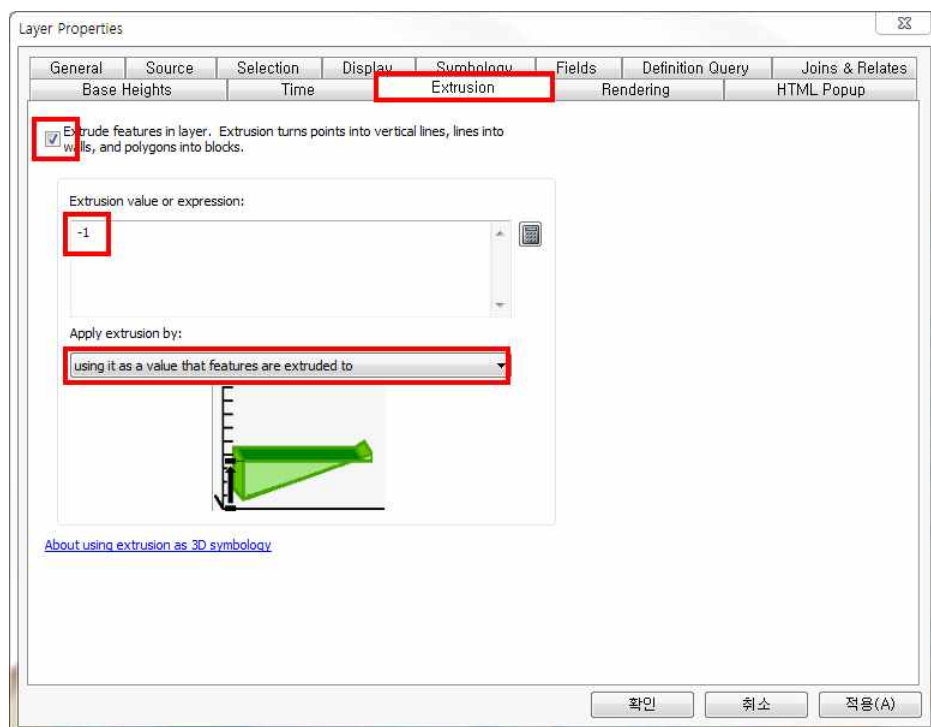 Layer Properties
General Source Selection Display Symbology Fields Definition Query Joins & Relates
Base Heights Time Extrusion Rendering HTML Popup
Extrude features in layer. Extrusion turns points into vertical lines, lines into
walls, and polygons into blocks.
Extrusion value or expression:
-1
Apply extrusion by:
using it as a value that features are extruded to
About using extrusion as 3D symbology
확인 취소 적용(A)